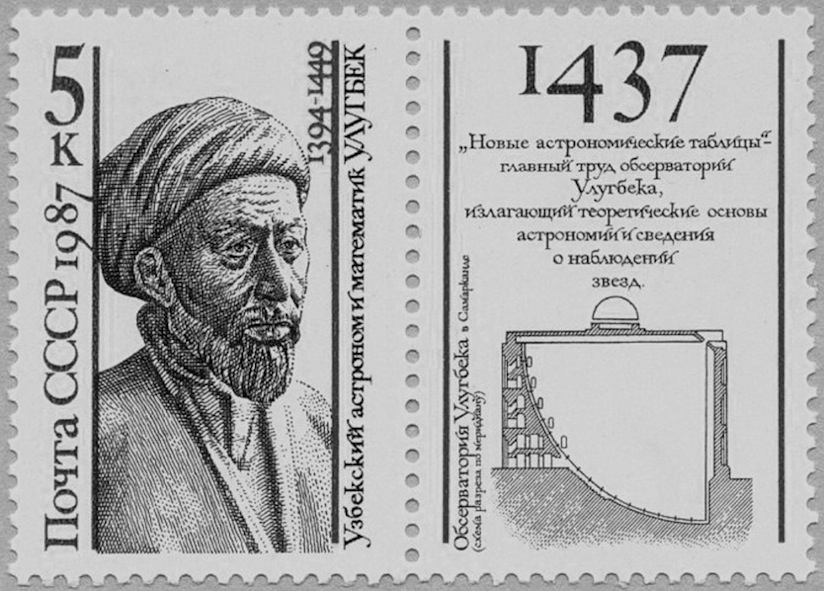 5
к
Почта СССР 1987
1394-1449
Узбекский астроном и математик УЛУГБЕК
1437
„Новые астрономические таблицы“-
главный труд обсерватории
Улугбека,
излагающий теоретические основы
астрономии и сведения
о наблюдений
звезд.
Обсерватория Улугбека в Самарканде
(схема разреза по меридиану)